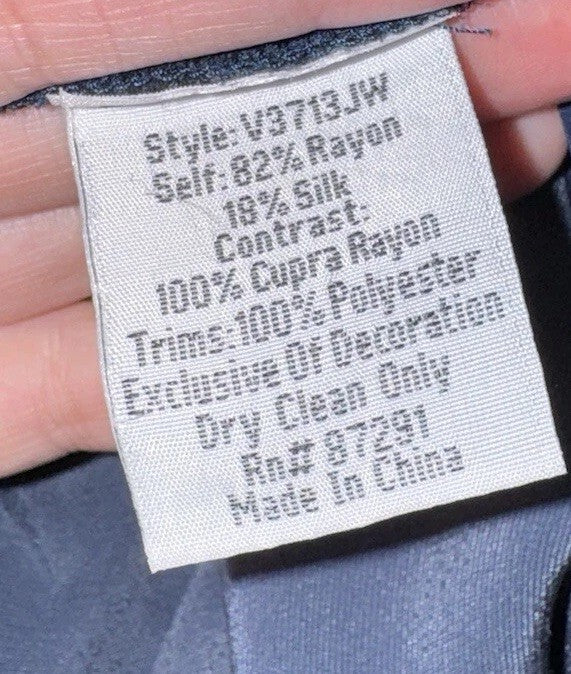 Style: V3713JW
Self: 82% Rayon
18% Silk
Contrast:
100% Cupra Rayon
Trims:100% Polyester
Exclusive Of Decoration
Dry Clean Only
Rn# 87291
Made In China